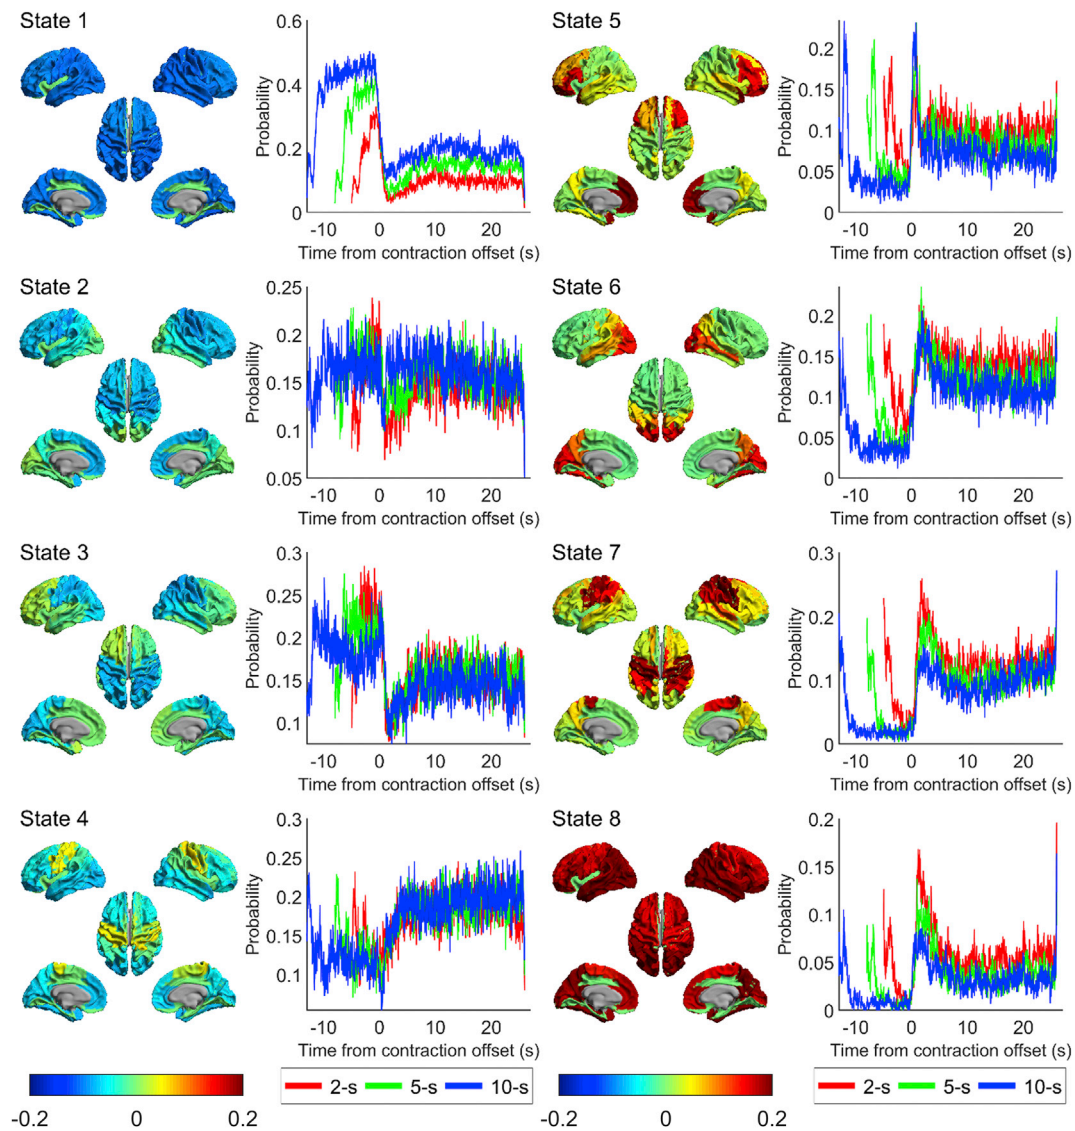 State 1
Probability
0.6
0.4
0.2
0
-10 0 10 20
Time from contraction offset (s)
State 5
Probability
0.2
0.15
0.1
0.05
0
-10 0 10 20
Time from contraction offset (s)
State 2
Probability
0.25
0.2
0.15
0.1
0.05
-10 0 10 20
Time from contraction offset (s)
State 6
Probability
0.2
0.15
0.1
0.05
0
-10 0 10 20
Time from contraction offset (s)
State 3
Probability
0.3
0.25
0.2
0.15
0.1
-10 0 10 20
Time from contraction offset (s)
State 7
Probability
0.3
0.2
0.1
0
-10 0 10 20
Time from contraction offset (s)
State 4
Probability
0.3
0.25
0.2
0.15
0.1
-10 0 10 20
Time from contraction offset (s)
State 8
Probability
0.2
0.15
0.1
0.05
0
-10 0 10 20
Time from contraction offset (s)
-0.2 0 0.2
2-s 5-s 10-s
-0.2 0 0.2
2-s 5-s 10-s